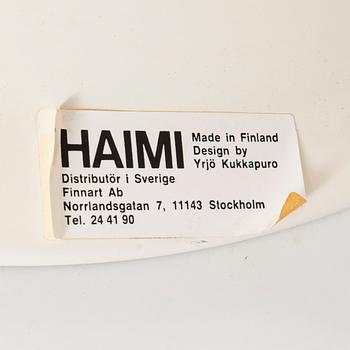 HAIMI
Made in Finland
Design by
Yrjö Kukkapuro
Distributör i Sverige
Finnart Ab
Norrlandsgatan 7, 11143 Stockholm
Tel. 24 41 90